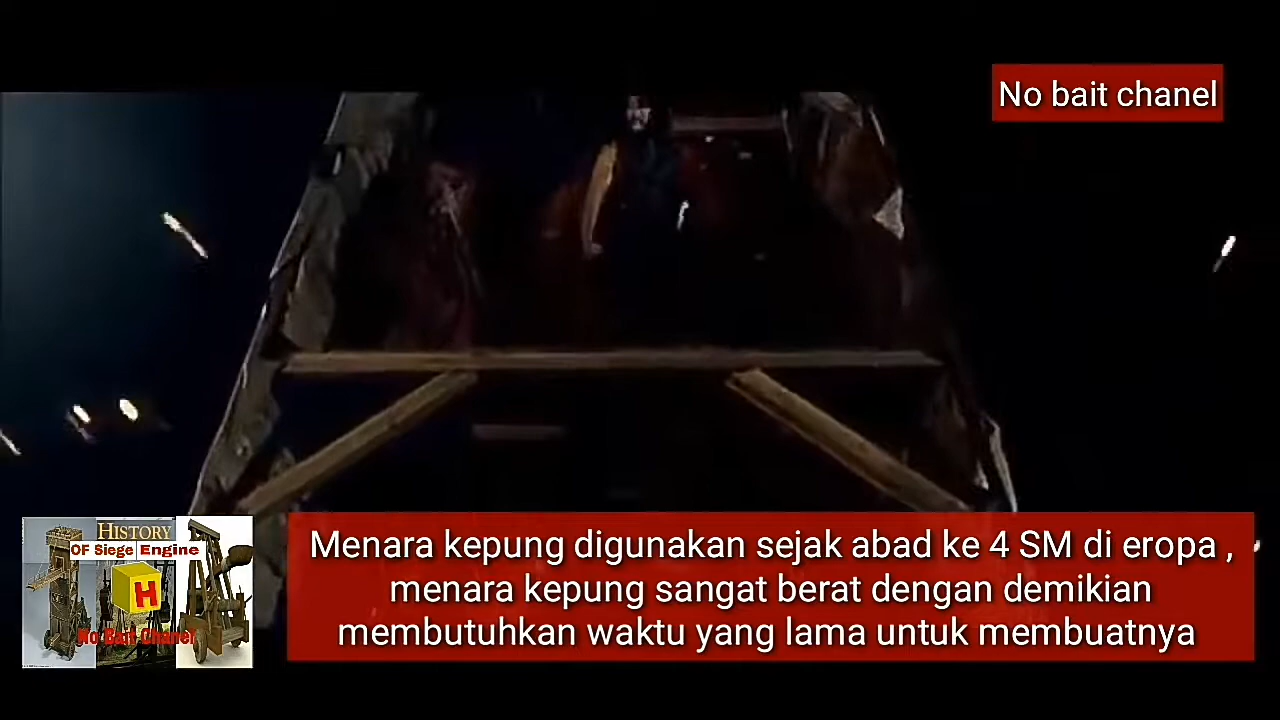 No bait chanel
HISTORY
OF Siege Engine
H
No Bait Chanel
Menara kepung digunakan sejak abad ke 4 SM di eropa ,
menara kepung sangat berat dengan demikian
membutuhkan waktu yang lama untuk membuatnya